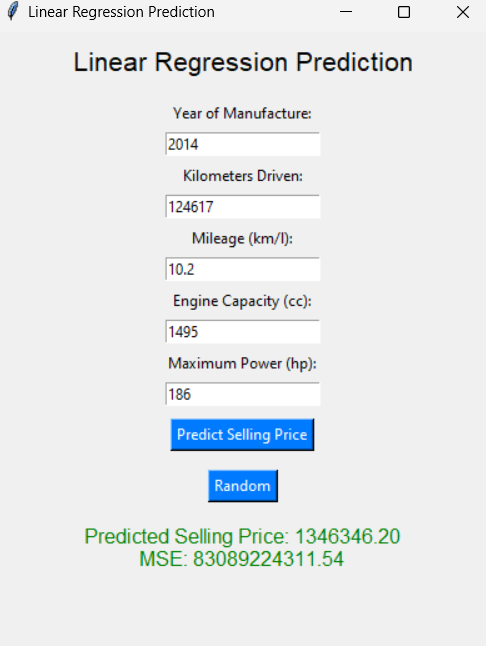 Linear Regression Prediction
Linear Regression Prediction
Year of Manufacture:
2014
Kilometers Driven:
124617
Mileage (km/l):
10.2
Engine Capacity (cc):
1495
Maximum Power (hp):
186
Predict Selling Price
Random
Predicted Selling Price: 1346346.20
MSE: 83089224311.54